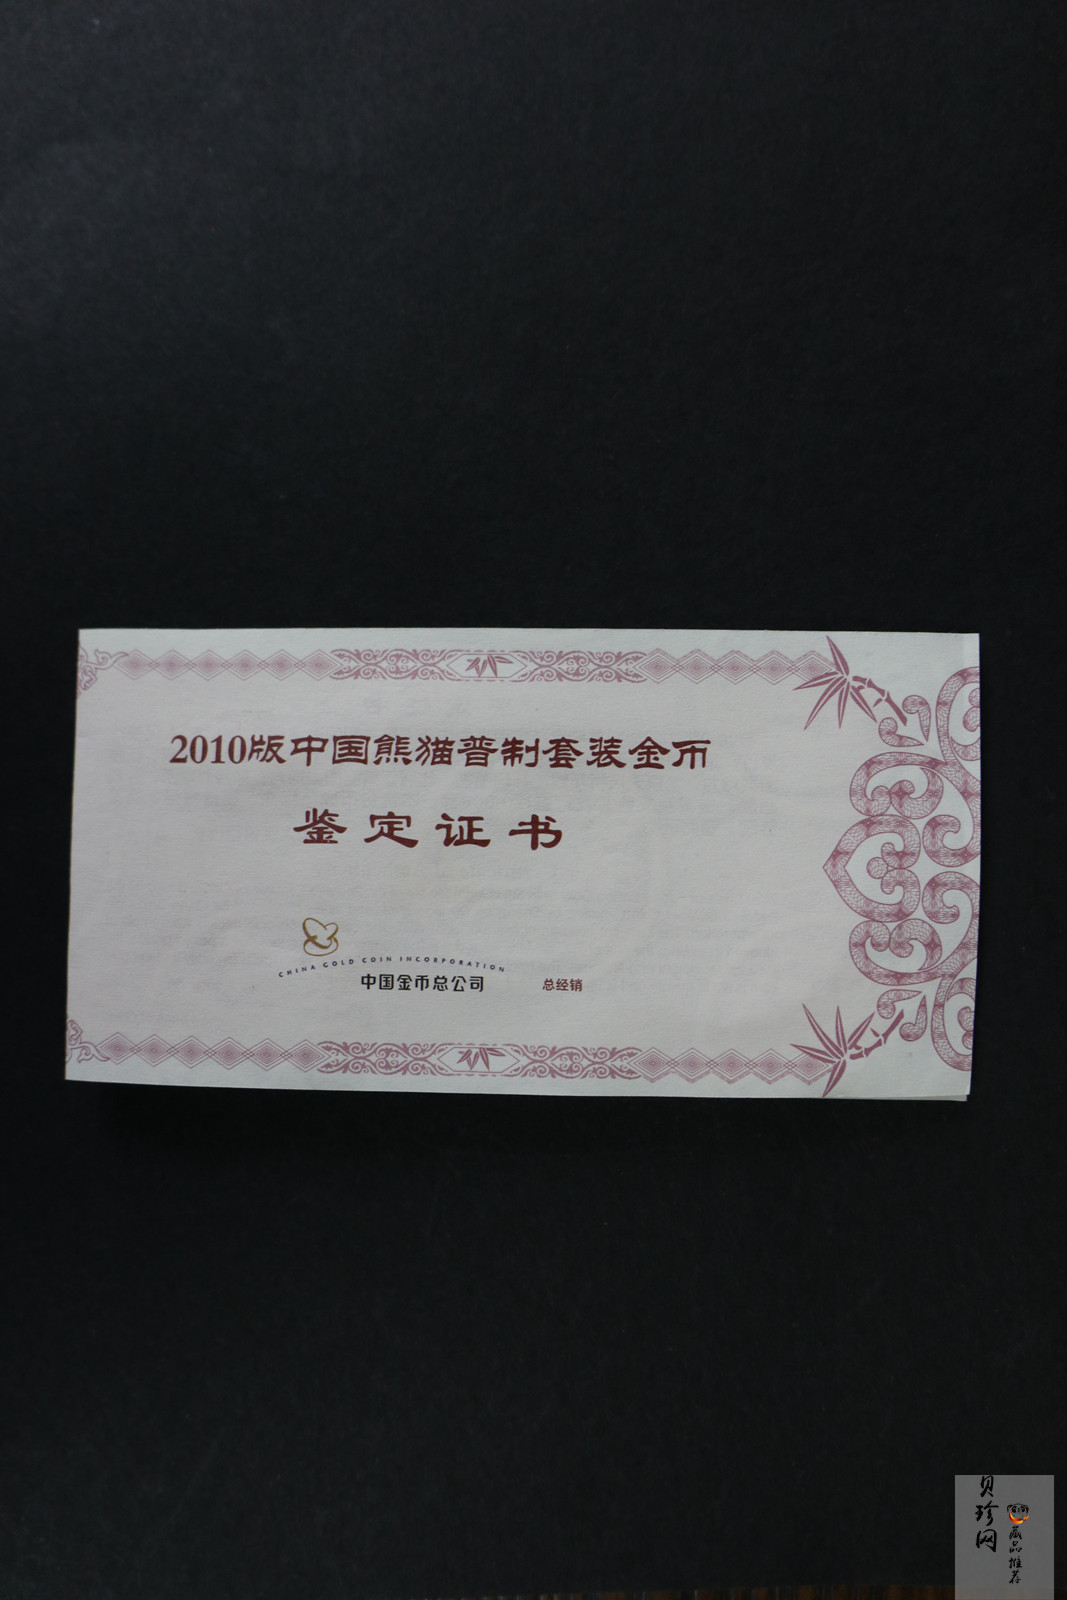 2010版中国熊猫普制套装金币
鉴定证书
CHINA GOLD COIN INCORPORATION
中国金币总公司 总经销
贝珍网
藏品推荐